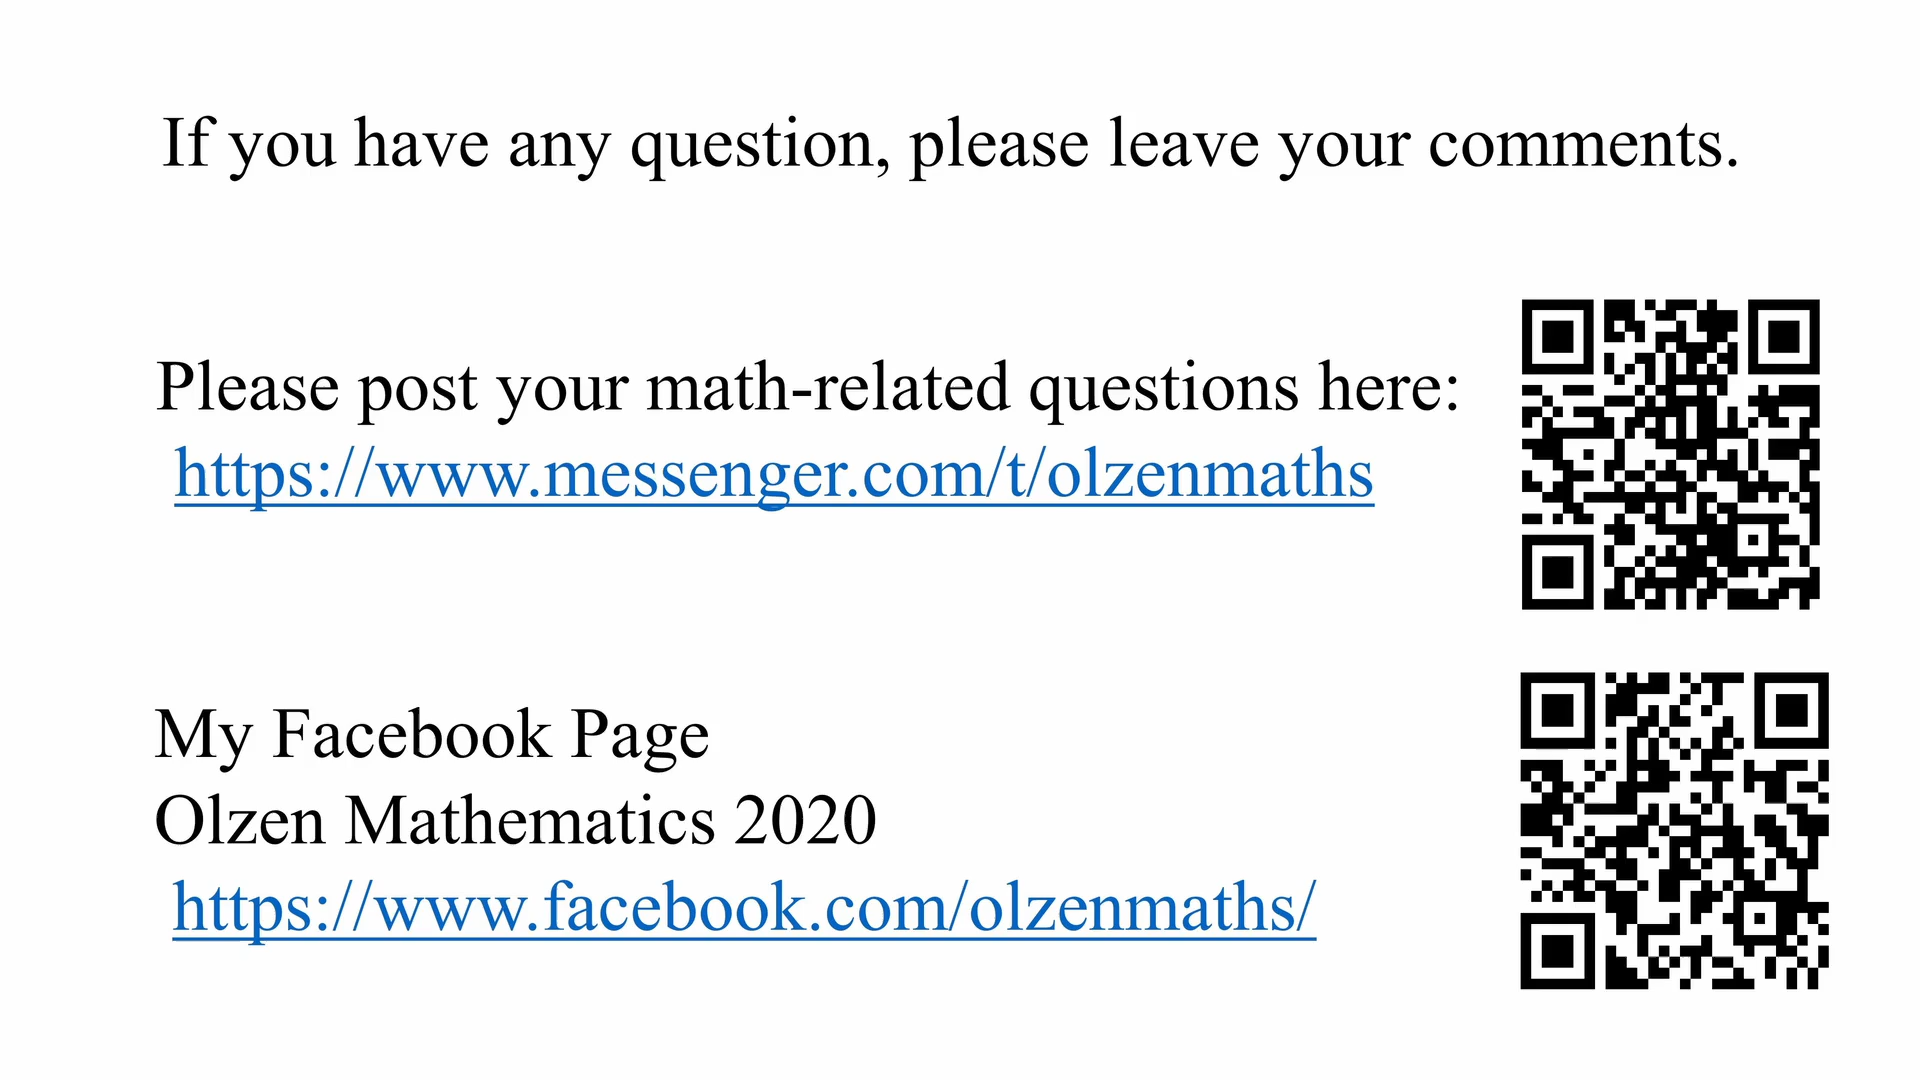 If you have any question, please leave your comments.
Please post your math-related questions here:
https://www.messenger.com/t/olzenmaths
My Facebook Page
Olzen Mathematics 2020
https://www.facebook.com/olzenmaths/